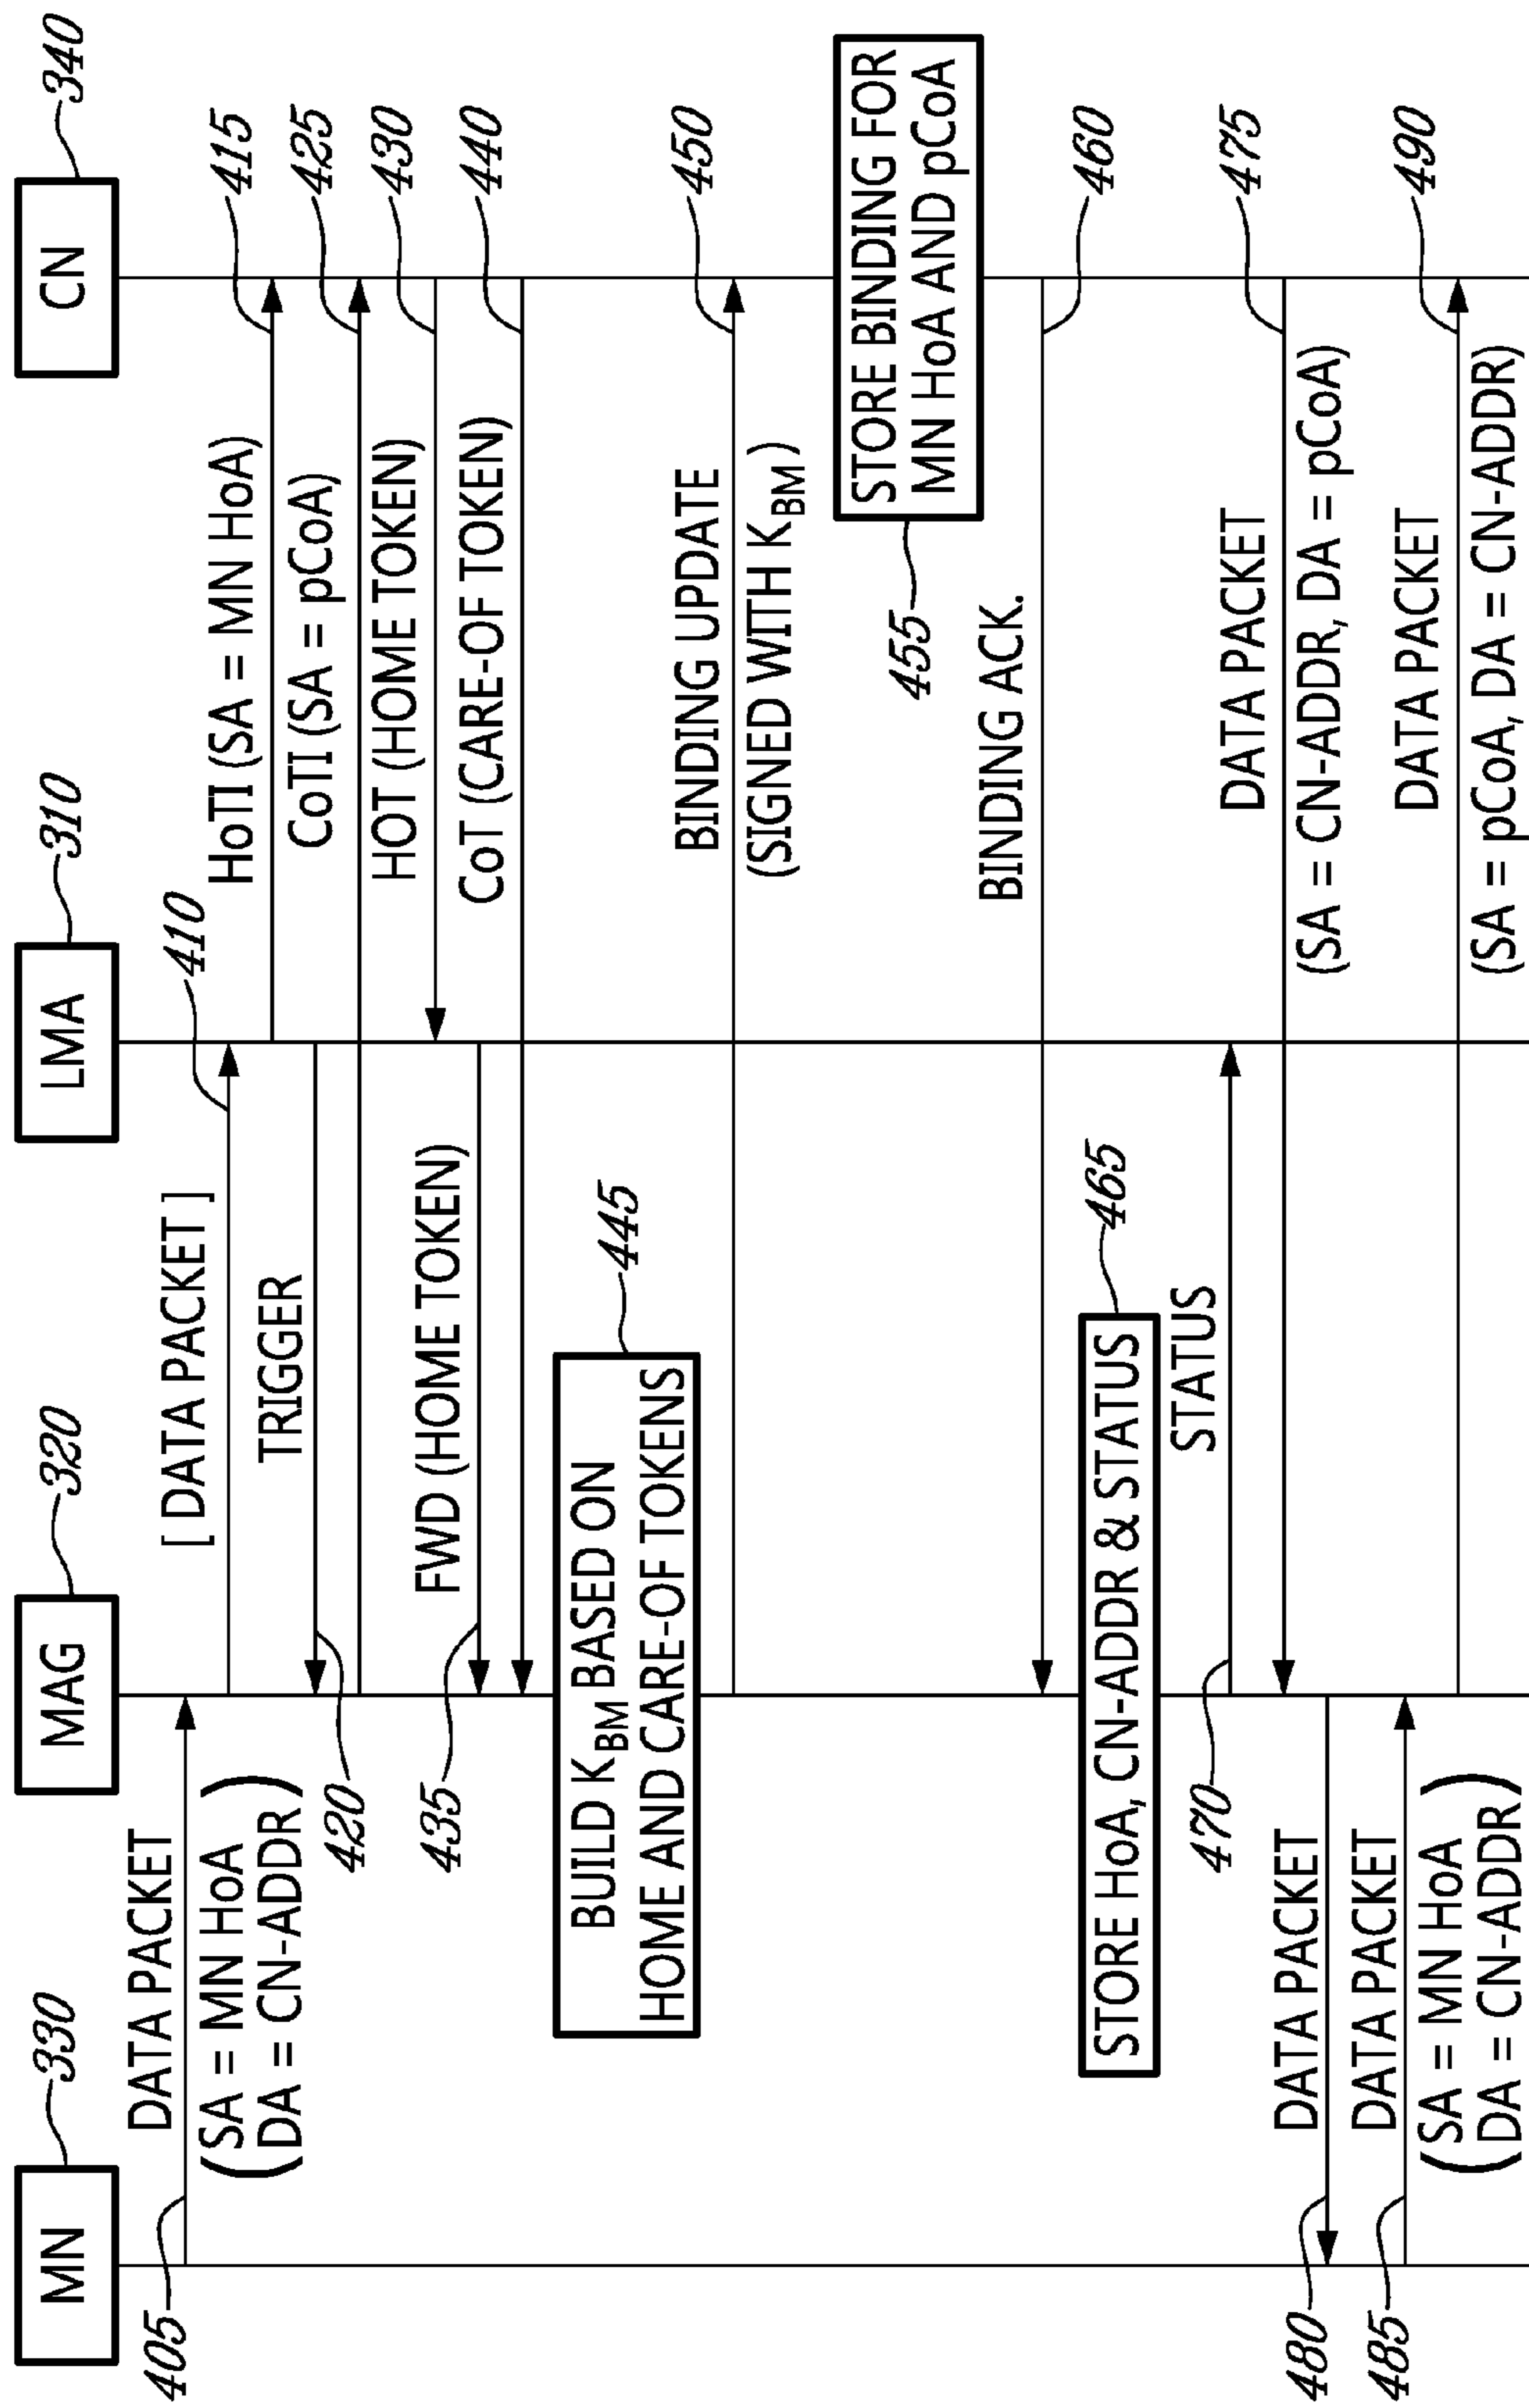 MN
330
MAG
320
LMA
310
CN
340
405
DATA PACKET
(SA = MN HoA
DA = CN-ADDR)
[ DATA PACKET ]
410
HoTI (SA = MN HoA)
415
TRIGGER
420
CoTI (SA = pCoA)
425
HOT (HOME TOKEN)
430
FWD (HOME TOKEN)
435
CoT (CARE-OF TOKEN)
440
BUILD KBM BASED ON
HOME AND CARE-OF TOKENS
445
BINDING UPDATE
(SIGNED WITH KBM)
450
STORE BINDING FOR
MN HoA AND pCoA
455
BINDING ACK.
460
STORE HoA, CN-ADDR & STATUS
465
STATUS
470
DATA PACKET
(SA = CN-ADDR, DA = pCoA)
475
DATA PACKET
480
DATA PACKET
(SA = MN HoA
DA = CN-ADDR)
485
DATA PACKET
(SA = pCoA, DA = CN-ADDR)
490